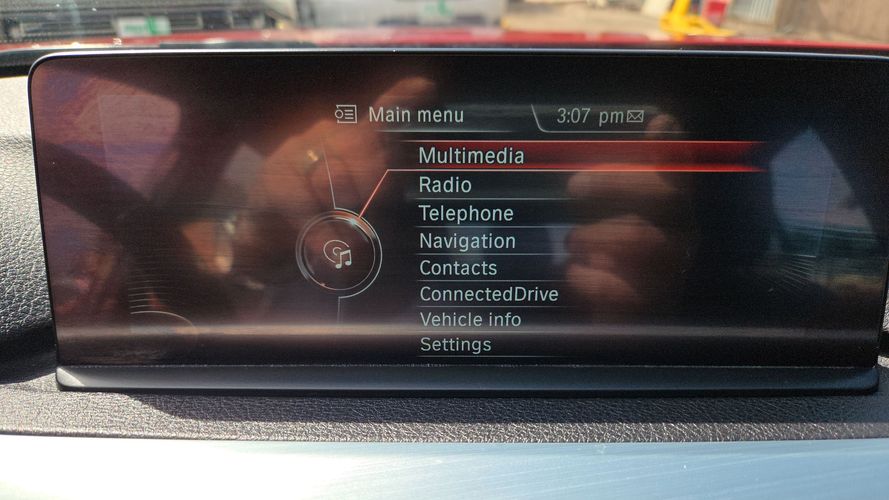 Main menu
3:07 pm
Multimedia
Radio
Telephone
Navigation
Contacts
ConnectedDrive
Vehicle info
Settings